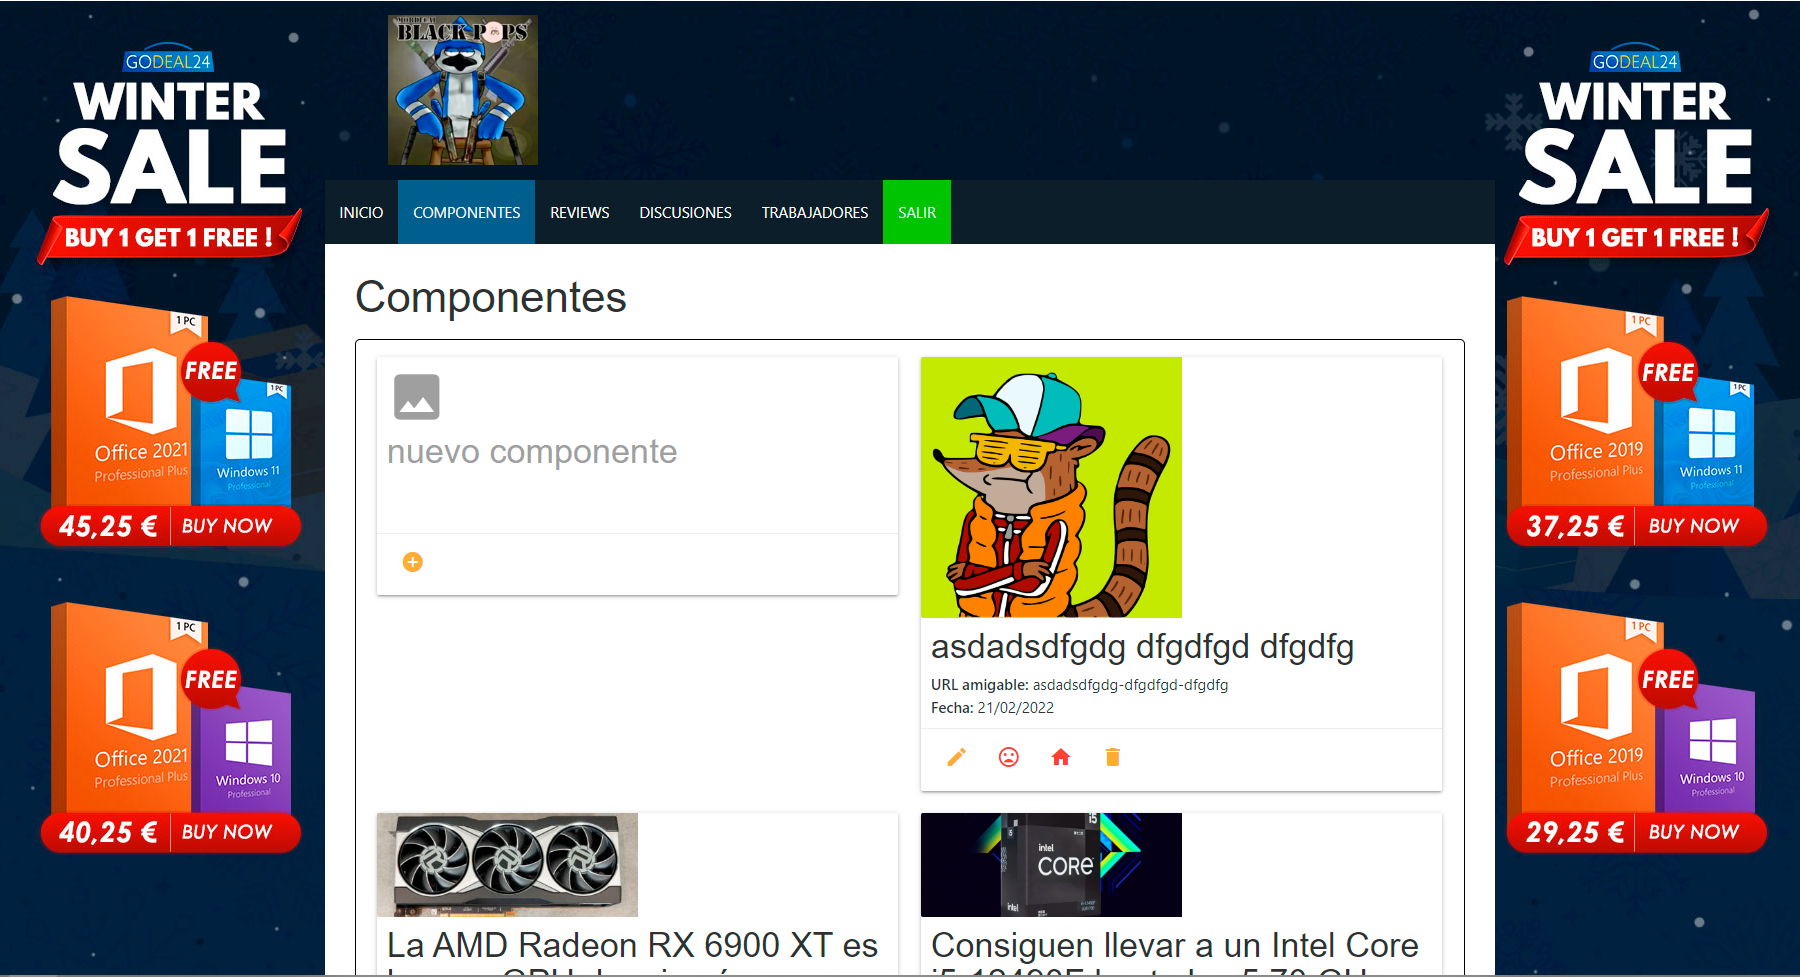 MORDECAI
BLACK POPS
GODEAL24
WINTER
SALE
BUY 1 GET 1 FREE !
1 PC
FREE
1 PC
Office 2021
Professional Plus
Windows 11
Professional
45,25 €
BUY NOW
1 PC
FREE
Office 2021
Professional Plus
Windows 10
Professional
40,25 €
BUY NOW
INICIO
COMPONENTES
REVIEWS
DISCUSIONES
TRABAJADORES
SALIR
Componentes
nuevo componente
asdadsdfgdg dfgdfgd dfgdfg
URL amigable: asdadsdfgdg-dfgdfgd-dfgdfg
Fecha: 21/02/2022
La AMD Radeon RX 6900 XT es
i5
intel
CORE
intel
Consiguen llevar a un Intel Core
GODEAL24
WINTER
SALE
BUY 1 GET 1 FREE !
1 PC
FREE
1 PC
Office 2019
Professional Plus
Windows 11
Professional
37,25 €
BUY NOW
1 PC
FREE
Office 2019
Professional Plus
Windows 10
Professional
29,25 €
BUY NOW